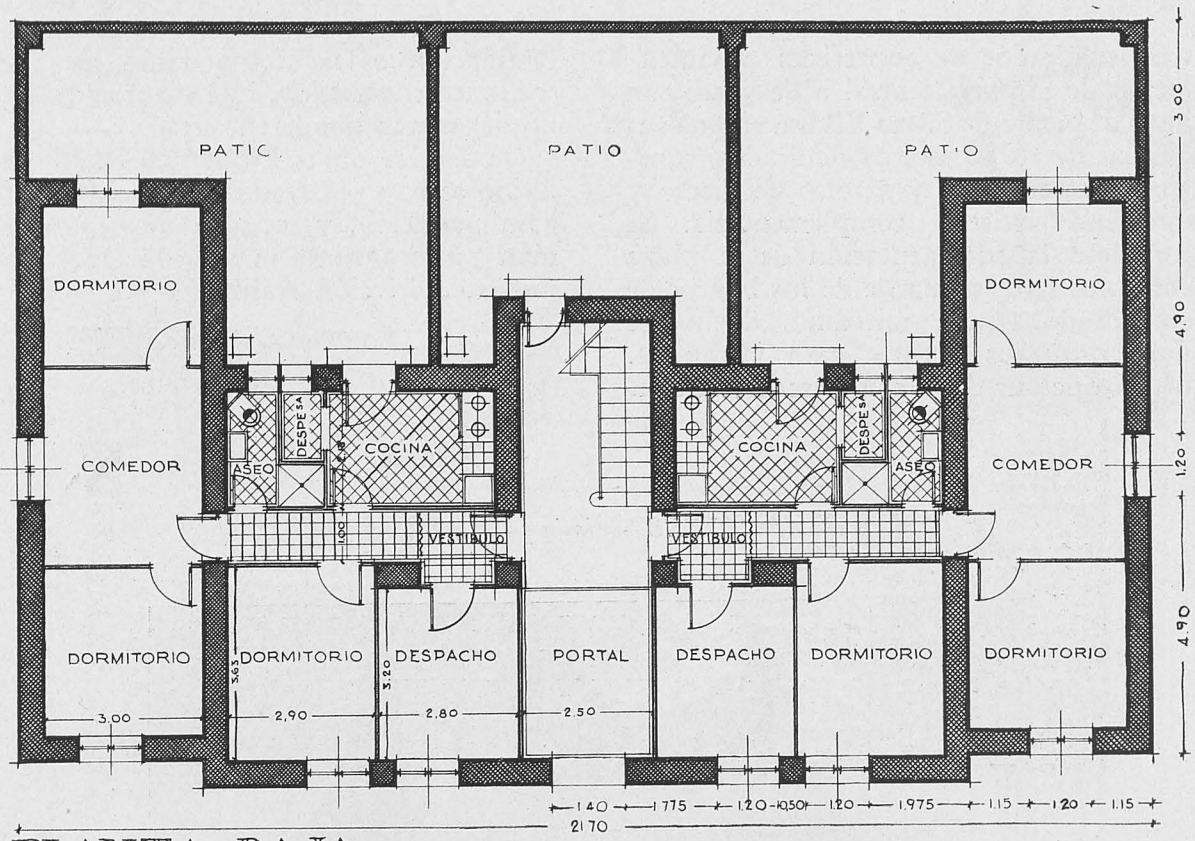 PATIO PATIO PATIO
3.00
DORMITORIO DORMITORIO
4.90
DESPESA DESPESA
COCINA COCINA
COMEDOR ASEO ASEO COMEDOR
1.20
1.00 VESTIBULO VESTIBULO
4.90
DORMITORIO DORMITORIO DESPACHO PORTAL DESPACHO DORMITORIO DORMITORIO
3.63 3.20
3.00 2,90 2,80 2,50
1.40 1.775 1.20 0,50 1.20 1.975 1.15 1.20 1.15
21.70